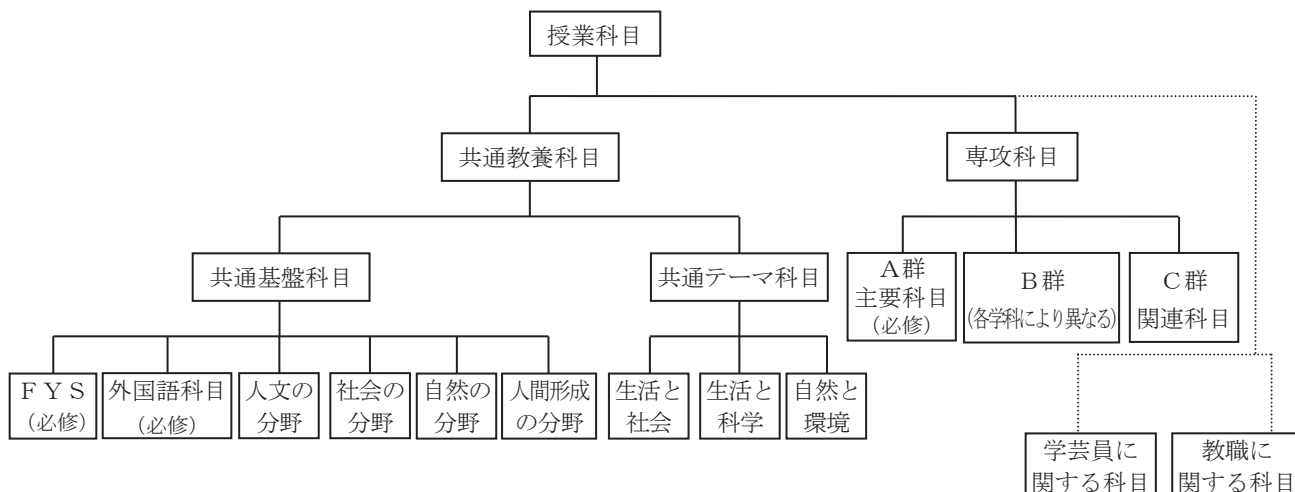 授業科目
共通教養科目
専攻科目
共通基盤科目
共通テーマ科目
A群
主要科目
(必修)
B群
(各学科により異なる)
C群
関連科目
FYS
(必修)
外国語科目
(必修)
人文の
分野
社会の
分野
自然の
分野
人間形成
の分野
生活と
社会
生活と
科学
自然と
環境
学芸員に
関する科目
教職に
関する科目